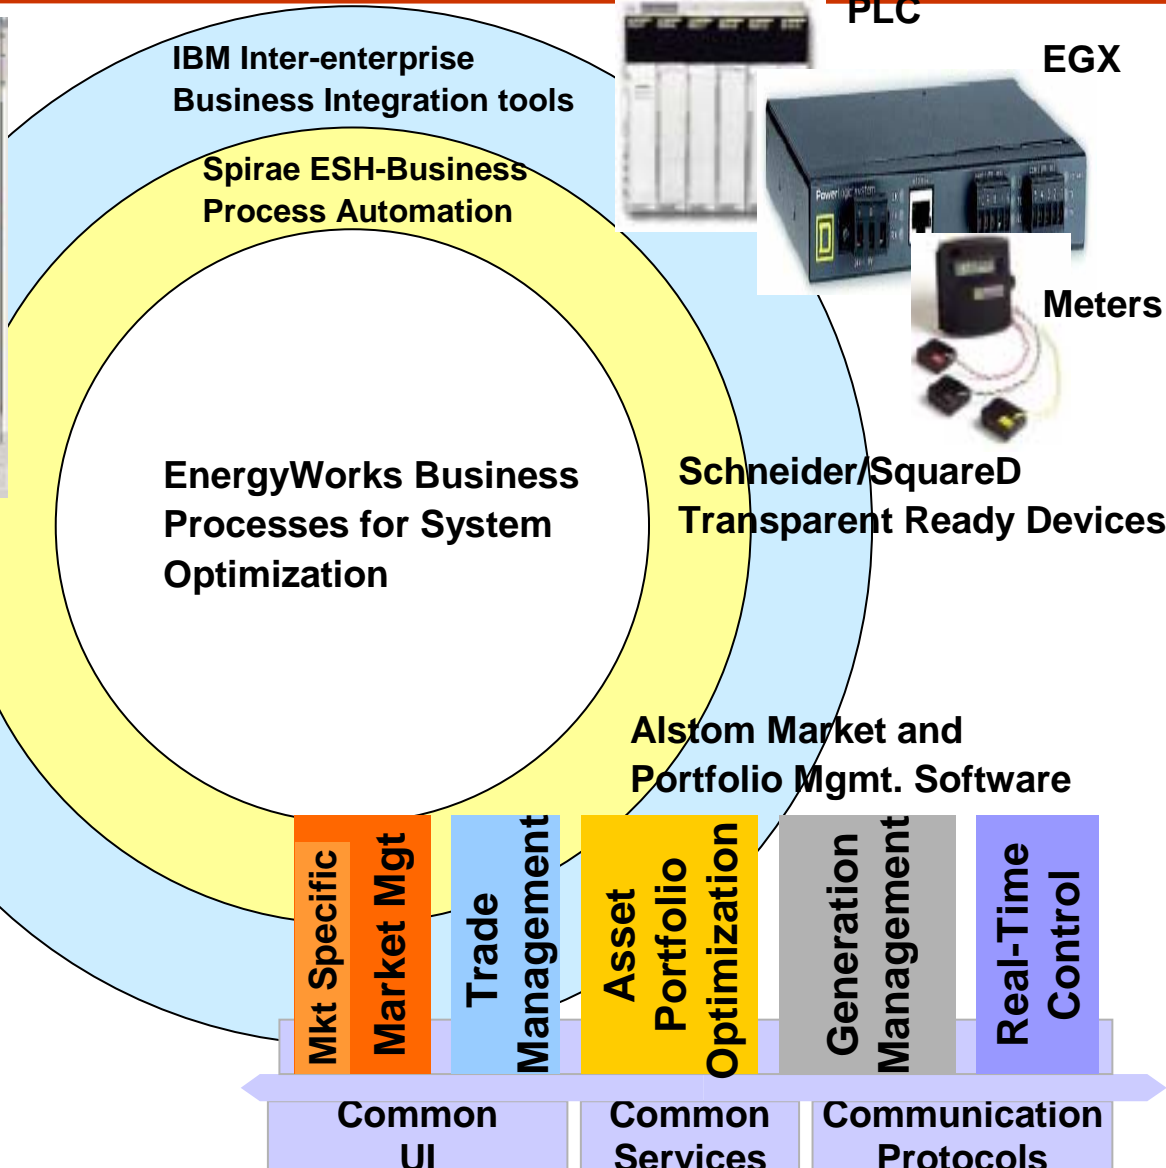 PLC
IBM Inter-enterprise
Business Integration tools
EGX
Spirae ESH-Business
Process Automation
PowerLogic system
Meters
EnergyWorks Business
Processes for System
Optimization
Schneider/SquareD
Transparent Ready Devices
Alstom Market and
Portfolio Mgmt. Software
Mkt Specific
Market Mgt
Trade
Management
Asset
Portfolio
Optimization
Generation
Management
Real-Time
Control
Common
UI
Common
Services
Communication
Protocols